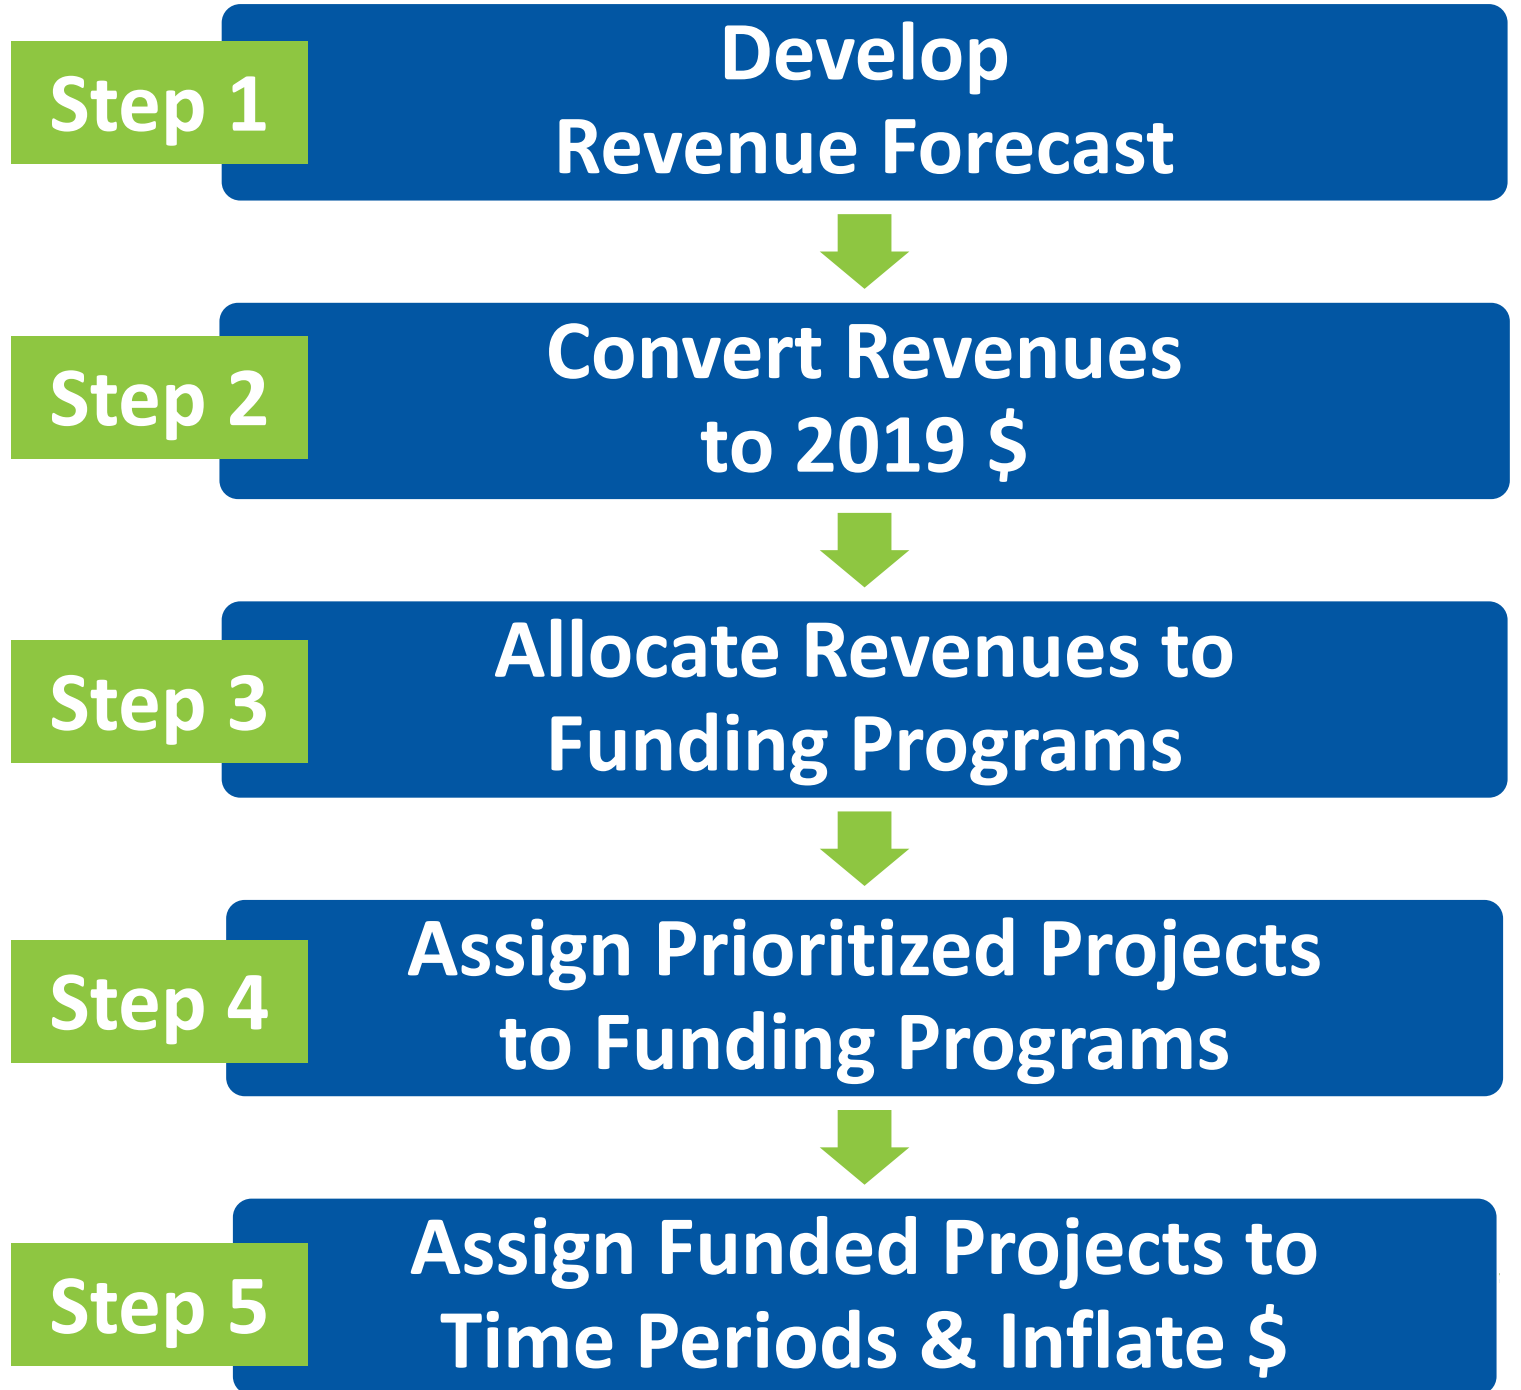 Step 1
Develop
Revenue Forecast
Step 2
Convert Revenues
to 2019 $
Step 3
Allocate Revenues to
Funding Programs
Step 4
Assign Prioritized Projects
to Funding Programs
Step 5
Assign Funded Projects to
Time Periods & Inflate $